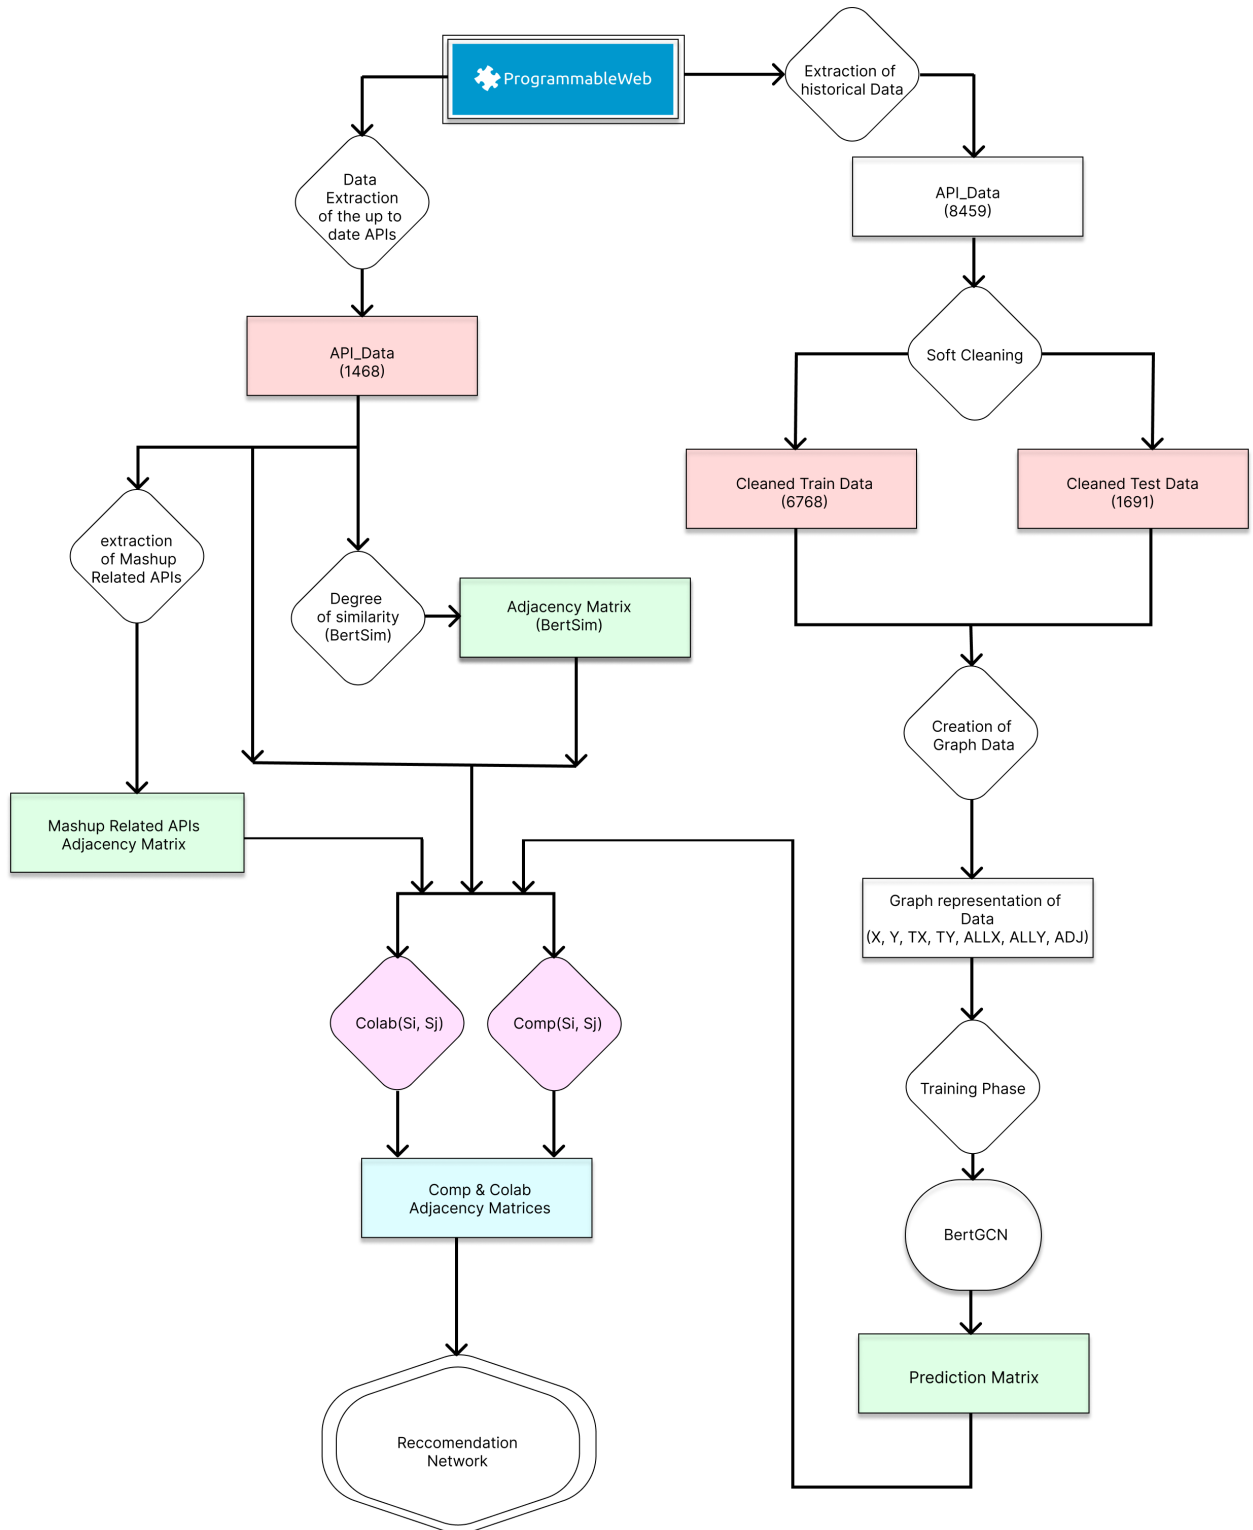 ProgrammableWeb
Extraction of
historical Data
Data
Extraction
of the up to
date APIs
API_Data
(8459)
API_Data
(1468)
Soft Cleaning
Cleaned Train Data
(6768)
Cleaned Test Data
(1691)
extraction
of Mashup
Related APIs
Degree
of similarity
(BertSim)
Adjacency Matrix
(BertSim)
Creation of
Graph Data
Mashup Related APIs
Adjacency Matrix
Graph representation of
Data
(X, Y, TX, TY, ALLX, ALLY, ADJ)
Colab(Si, Sj)
Comp(Si, Sj)
Training Phase
Comp & Colab
Adjacency Matrices
BertGCN
Prediction Matrix
Reccomendation
Network